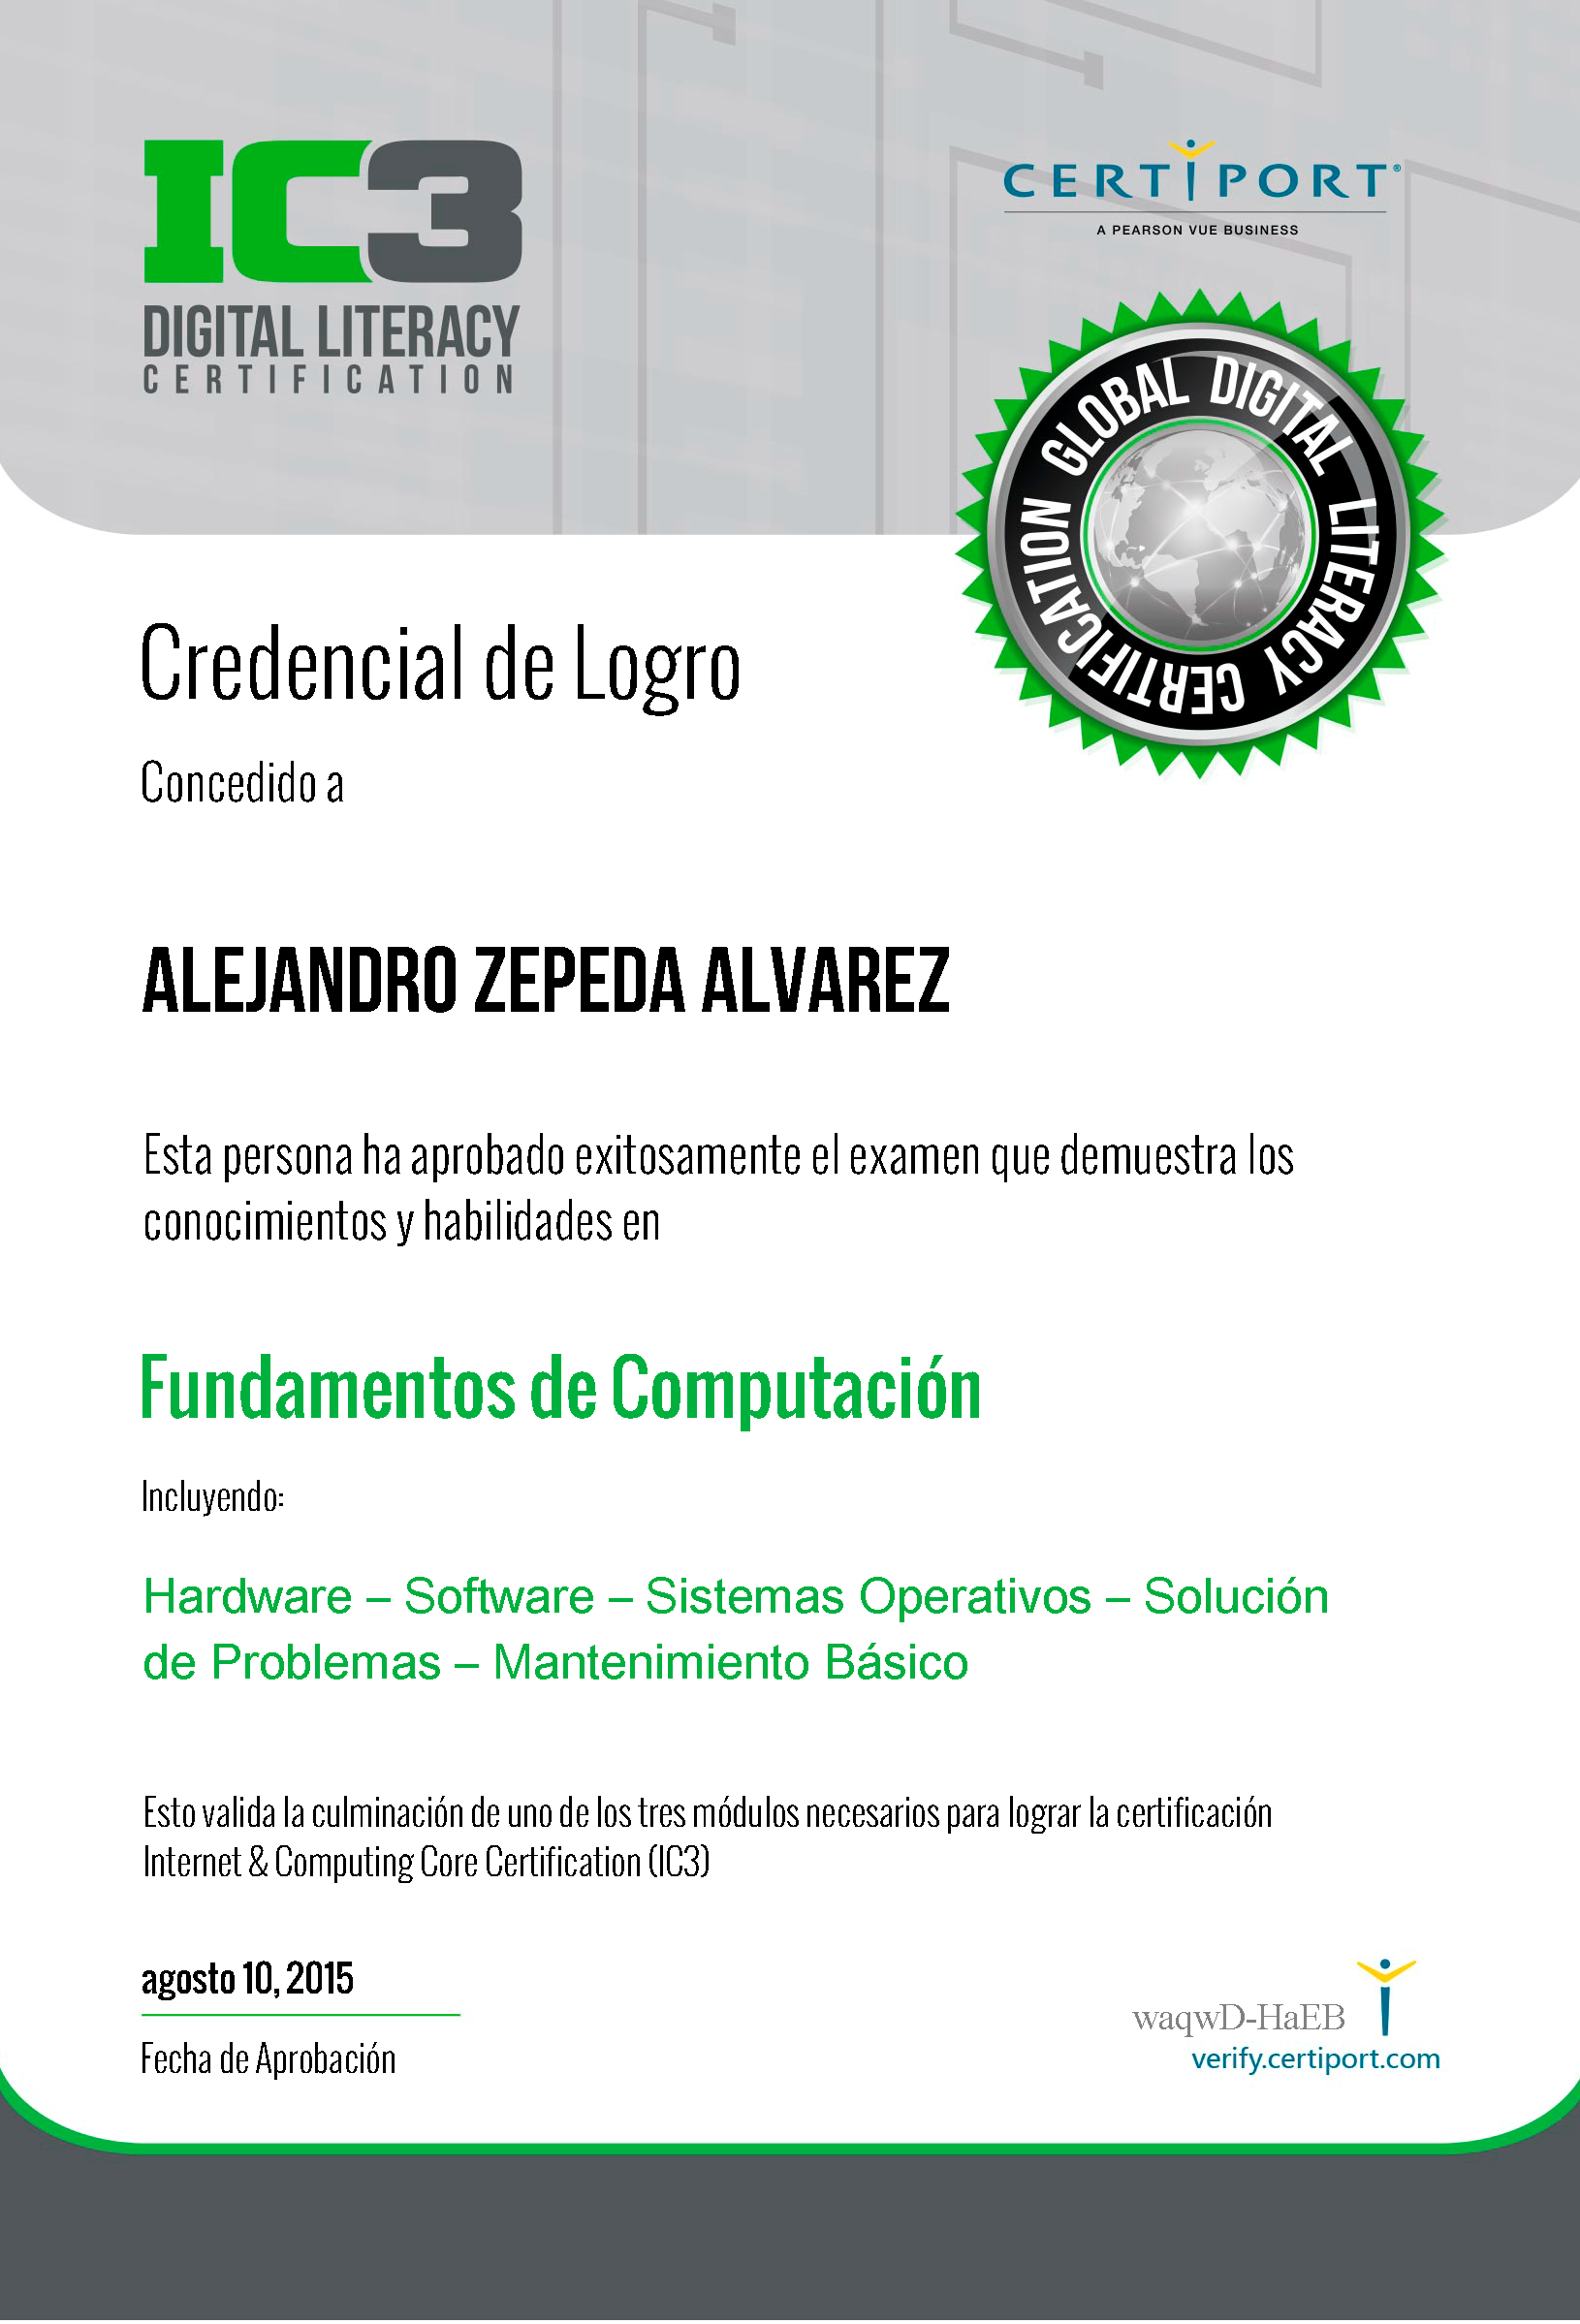 IC3
DIGITAL LITERACY
CERTIFICATION
CERTIPORT®
A PEARSON VUE BUSINESS
GLOBAL DIGITAL LITERACY CERTIFICATION
Credencial de Logro
Concedido a
ALEJANDRO ZEPEDA ALVAREZ
Esta persona ha aprobado exitosamente el examen que demuestra los
conocimientos y habilidades en
Fundamentos de Computación
Incluyendo:
Hardware – Software – Sistemas Operativos – Solución
de Problemas – Mantenimiento Básico
Esto valida la culminación de uno de los tres módulos necesarios para lograr la certificación
Internet & Computing Core Certification (IC3)
agosto 10, 2015
Fecha de Aprobación
waqwD-HaEB
verify.certiport.com